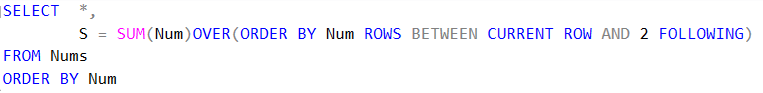 SELECT *,
S = SUM(Num)OVER(ORDER BY Num ROWS BETWEEN CURRENT ROW AND 2 FOLLOWING)
FROM Nums
ORDER BY Num